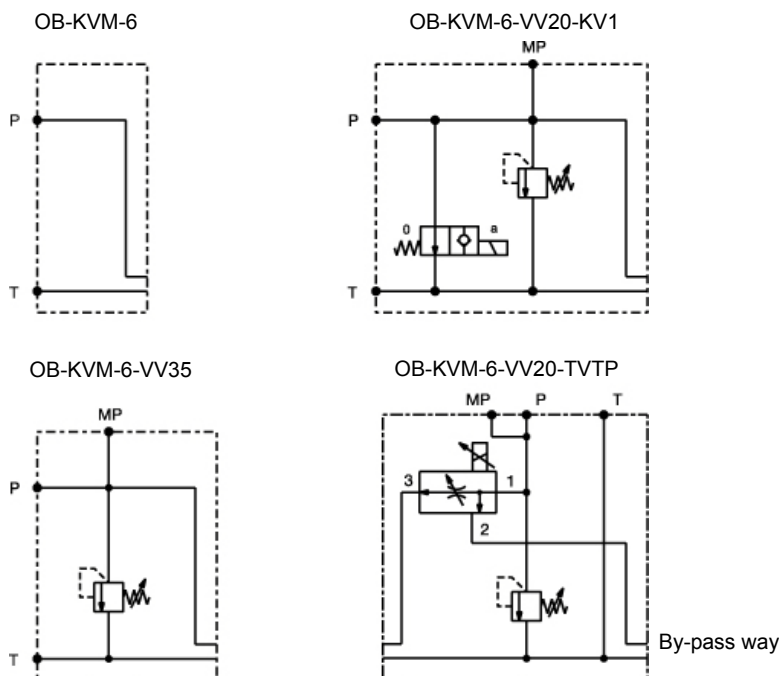 OB-KVM-6
P
T
OB-KVM-6-VV20-KV1
MP
P
0 a
T
OB-KVM-6-VV35
MP
P
T
OB-KVM-6-VV20-TVTP
MP P T
3 1
2
By-pass way